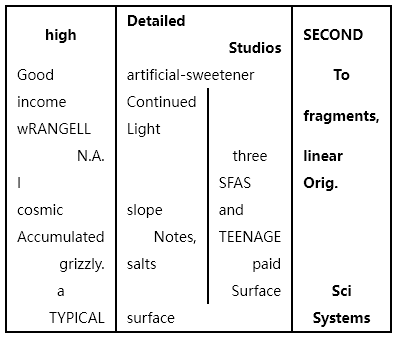 high
Good
income
wRANGELL
N.A.
I
cosmic
Accumulated
grizzly.
a
TYPICAL
Detailed
Studios
artificial-sweetener
Continued
Light
slope
Notes,
salts
three
SFAS
and
TEENAGE
paid
Surface
surface
SECOND
To
fragments,
linear
Orig.
Sci
Systems